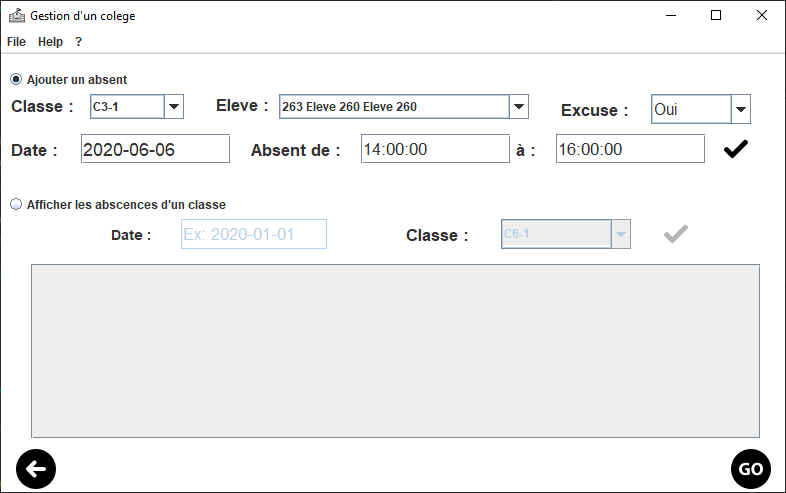 Gestion d'un colege
File Help ?
Ajouter un absent
Classe : C3-1 Eleve : 263 Eleve 260 Eleve 260 Excuse : Oui
Date : 2020-06-06 Absent de : 14:00:00 à : 16:00:00
Afficher les abscences d'un classe
Date : Ex: 2020-01-01 Classe : C6-1
GO